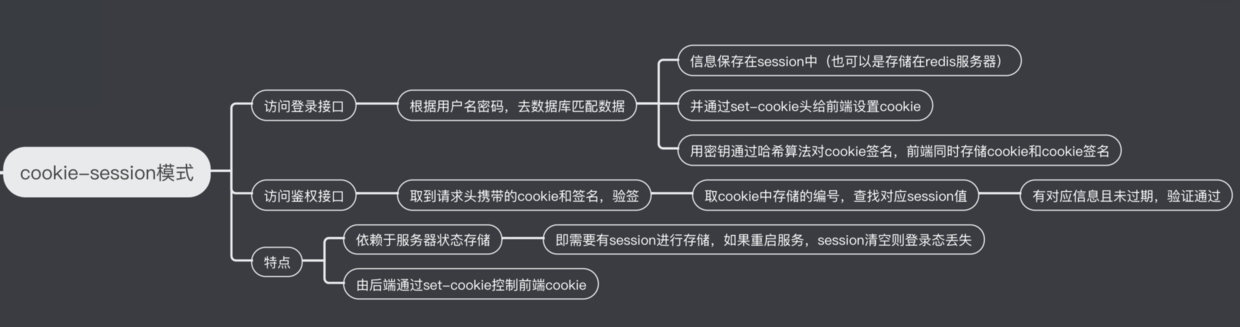 cookie-session模式
访问登录接口
根据用户名密码，去数据库匹配数据
信息保存在session中（也可以是存储在redis服务器）
并通过set-cookie头给前端设置cookie
用密钥通过哈希算法对cookie签名，前端同时存储cookie和cookie签名
访问鉴权接口
取到请求头携带的cookie和签名，验签
取cookie中存储的编号，查找对应session值
有对应信息且未过期，验证通过
特点
依赖于服务器状态存储
即需要有session进行存储，如果重启服务，session清空则登录态丢失
由后端通过set-cookie控制前端cookie